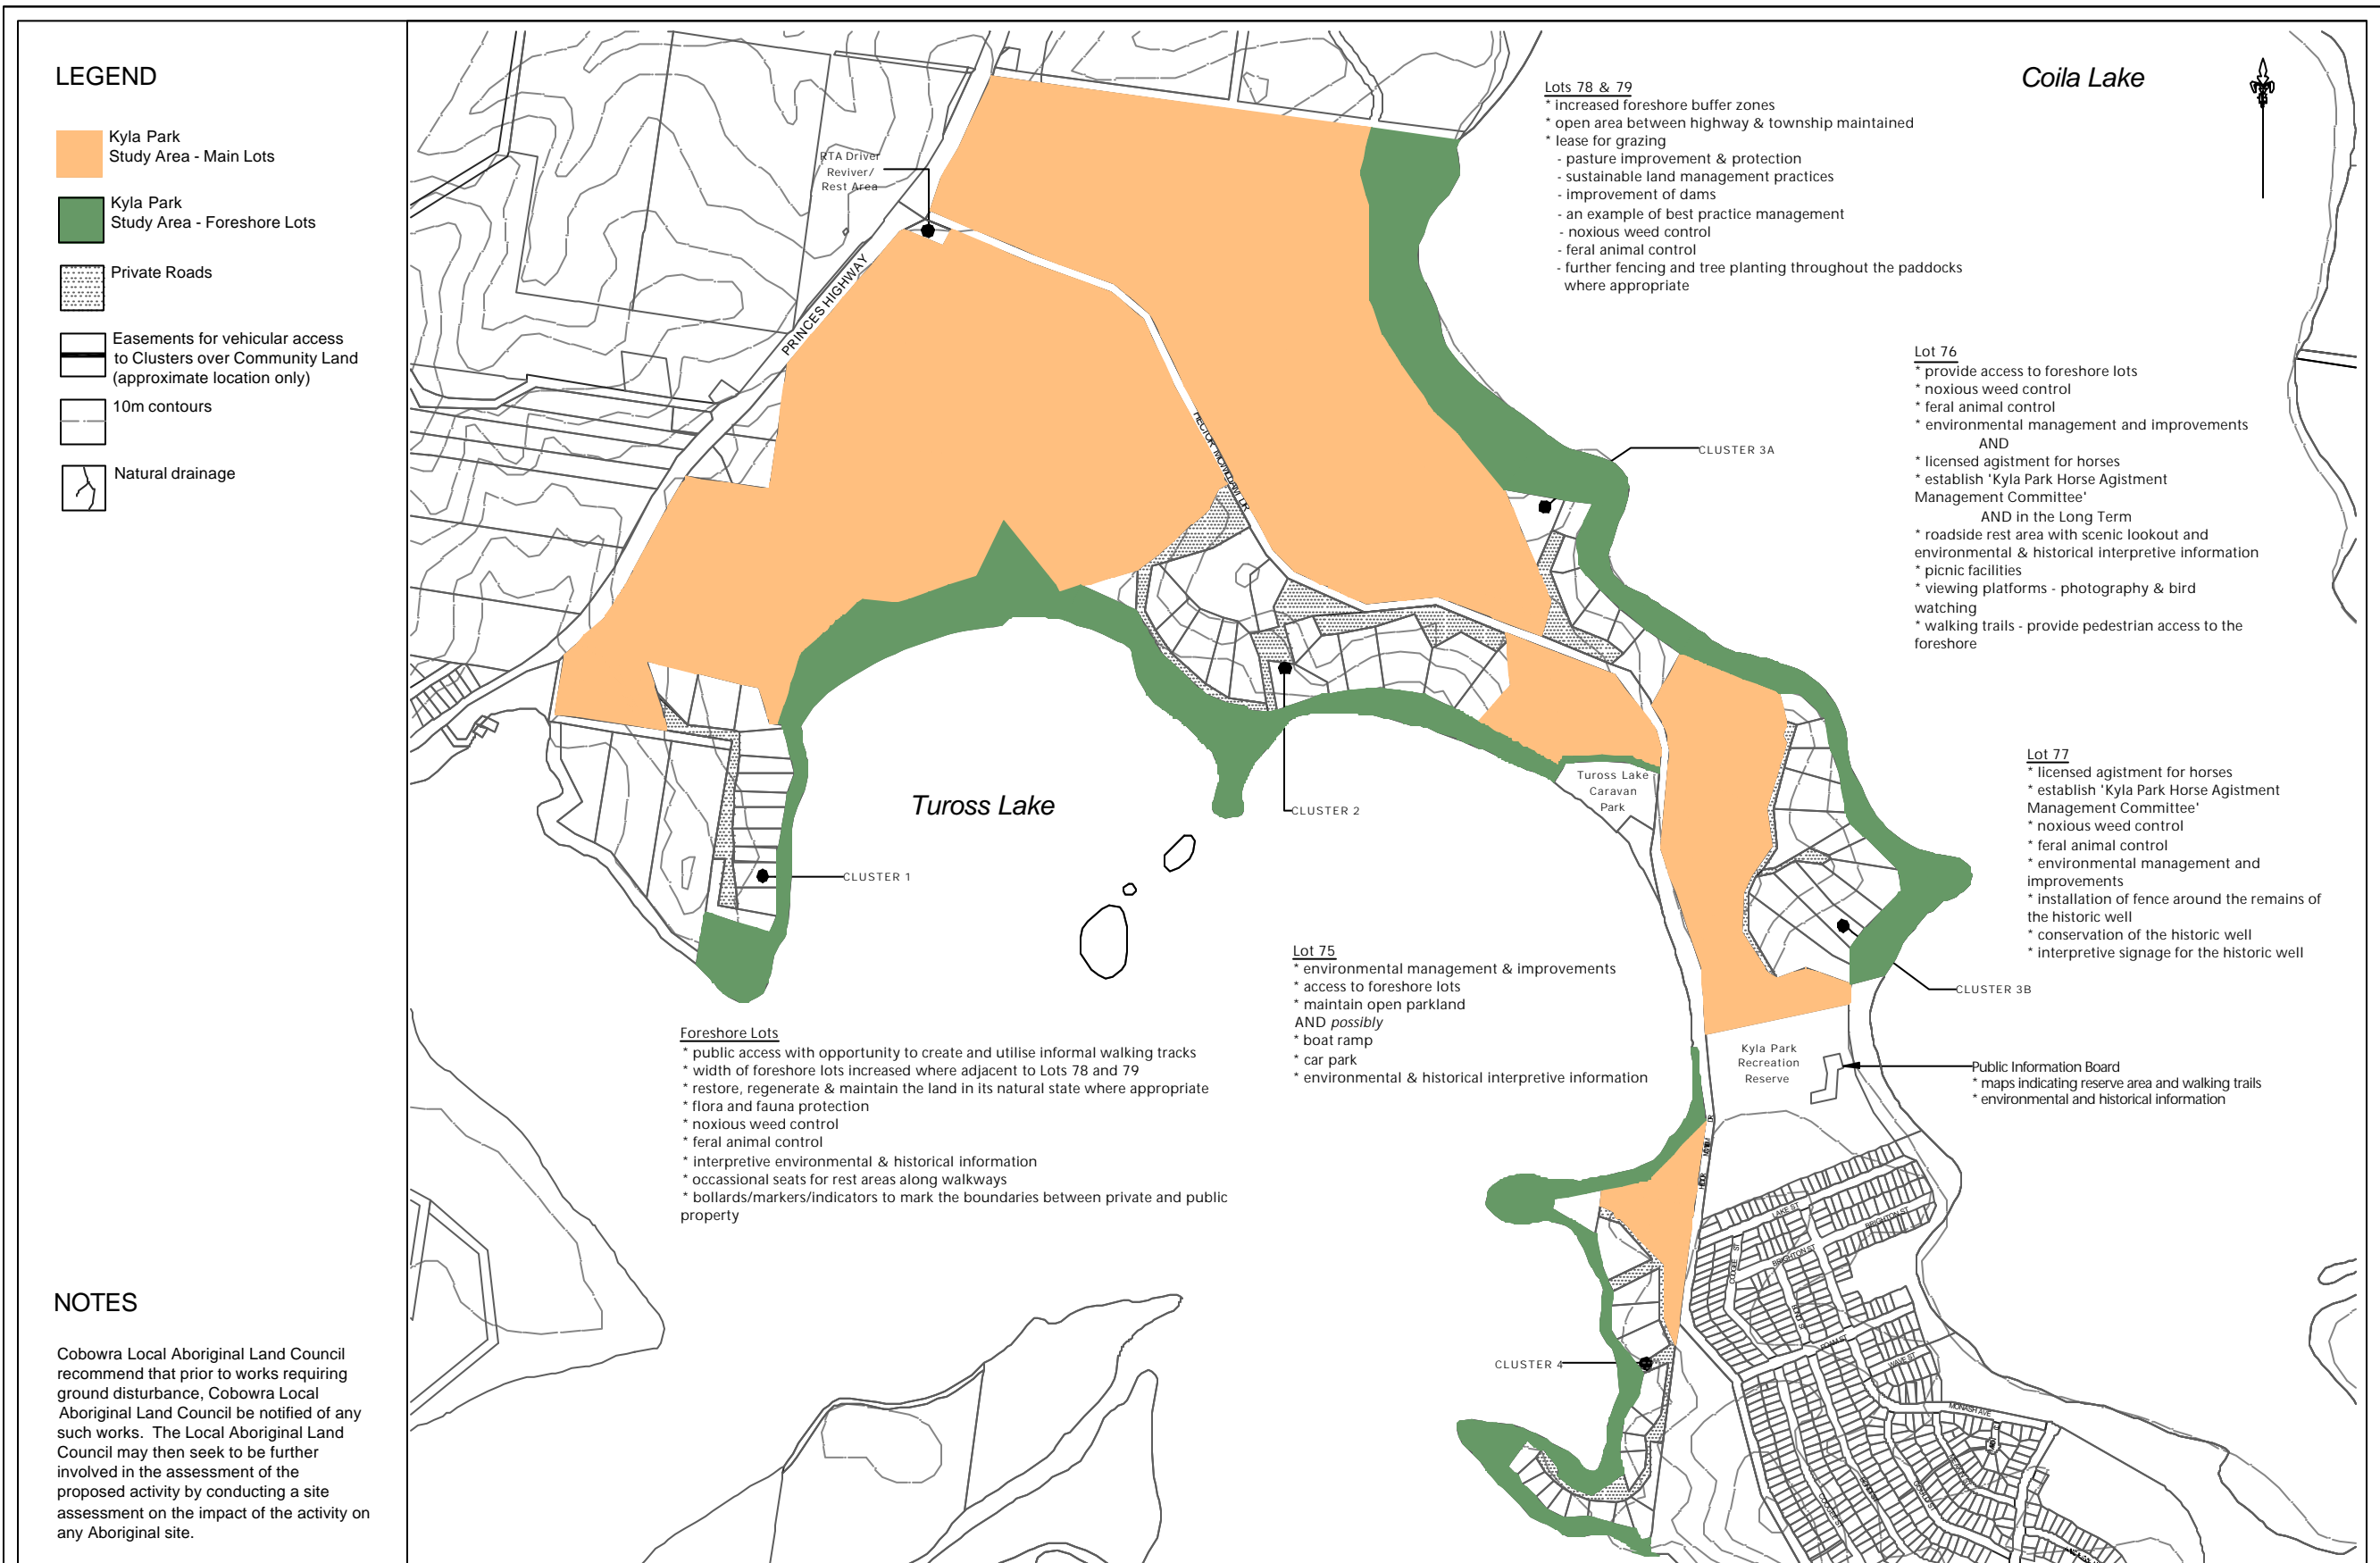 LEGEND
Kyla Park
Study Area - Main Lots
Kyla Park
Study Area - Foreshore Lots
Private Roads
Easements for vehicular access
to Clusters over Community Land
(approximate location only)
10m contours
Natural drainage
NOTES
Cobowra Local Aboriginal Land Council
recommend that prior to works requiring
ground disturbance, Cobowra Local
Aboriginal Land Council be notified of any
such works. The Local Aboriginal Land
Council may then seek to be further
involved in the assessment of the
proposed activity by conducting a site
assessment on the impact of the activity on
any Aboriginal site.
Coila Lake
RTA Driver
Reviver/
Rest Area
PRINCES HIGHWAY
Lots 78 & 79
* increased foreshore buffer zones
* open area between highway & township maintained
* lease for grazing
- pasture improvement & protection
- sustainable land management practices
- improvement of dams
- an example of best practice management
- noxious weed control
- feral animal control
- further fencing and tree planting throughout the paddocks
where appropriate
Lot 76
* provide access to foreshore lots
* noxious weed control
* feral animal control
* environmental management and improvements
AND
* licensed agistment for horses
* establish 'Kyla Park Horse Agistment
Management Committee'
AND in the Long Term
* roadside rest area with scenic lookout and
environmental & historical interpretive information
* picnic facilities
* viewing platforms - photography & bird
watching
* walking trails - provide pedestrian access to the
foreshore
CLUSTER 3A
Lot 77
* licensed agistment for horses
* establish 'Kyla Park Horse Agistment
Management Committee'
* noxious weed control
* feral animal control
* environmental management and
improvements
* installation of fence around the remains of
the historic well
* conservation of the historic well
* interpretive signage for the historic well
Tuross Lake
Caravan
Park
Tuross Lake
CLUSTER 2
CLUSTER 1
CLUSTER 3B
Lot 75
* environmental management & improvements
* access to foreshore lots
* maintain open parkland
AND possibly
* boat ramp
* car park
* environmental & historical interpretive information
Foreshore Lots
* public access with opportunity to create and utilise informal walking tracks
* width of foreshore lots increased where adjacent to Lots 78 and 79
* restore, regenerate & maintain the land in its natural state where appropriate
* flora and fauna protection
* noxious weed control
* feral animal control
* interpretive environmental & historical information
* occassional seats for rest areas along walkways
* bollards/markers/indicators to mark the boundaries between private and public
property
Kyla Park
Recreation
Reserve
Public Information Board
* maps indicating reserve area and walking trails
* environmental and historical information
LAKE ST
BRIGHTON ST
BRIGHTON ST
COOGEE ST
BONDI ST
FOAM ST
WAVE ST
CLUSTER 4
MONASH AVE